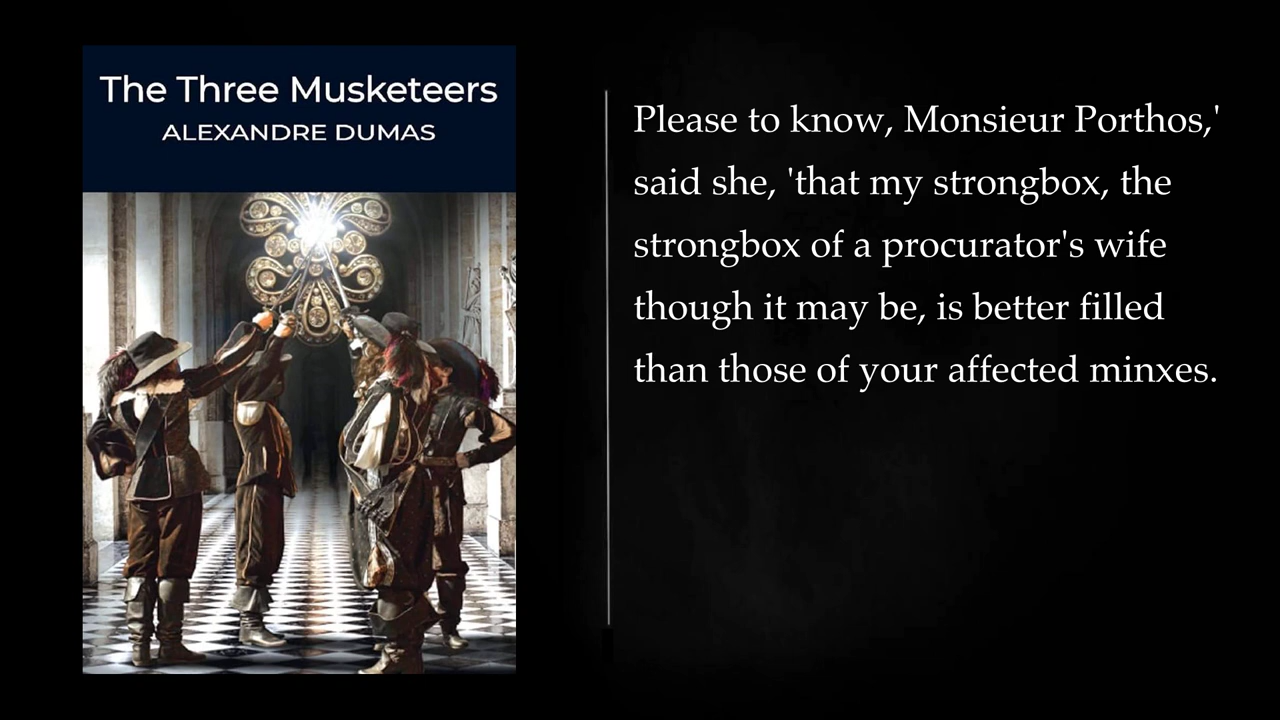 The Three Musketeers
ALEXANDRE DUMAS
Please to know, Monsieur Porthos,'
said she, 'that my strongbox, the
strongbox of a procurator's wife
though it may be, is better filled
than those of your affected minxes.